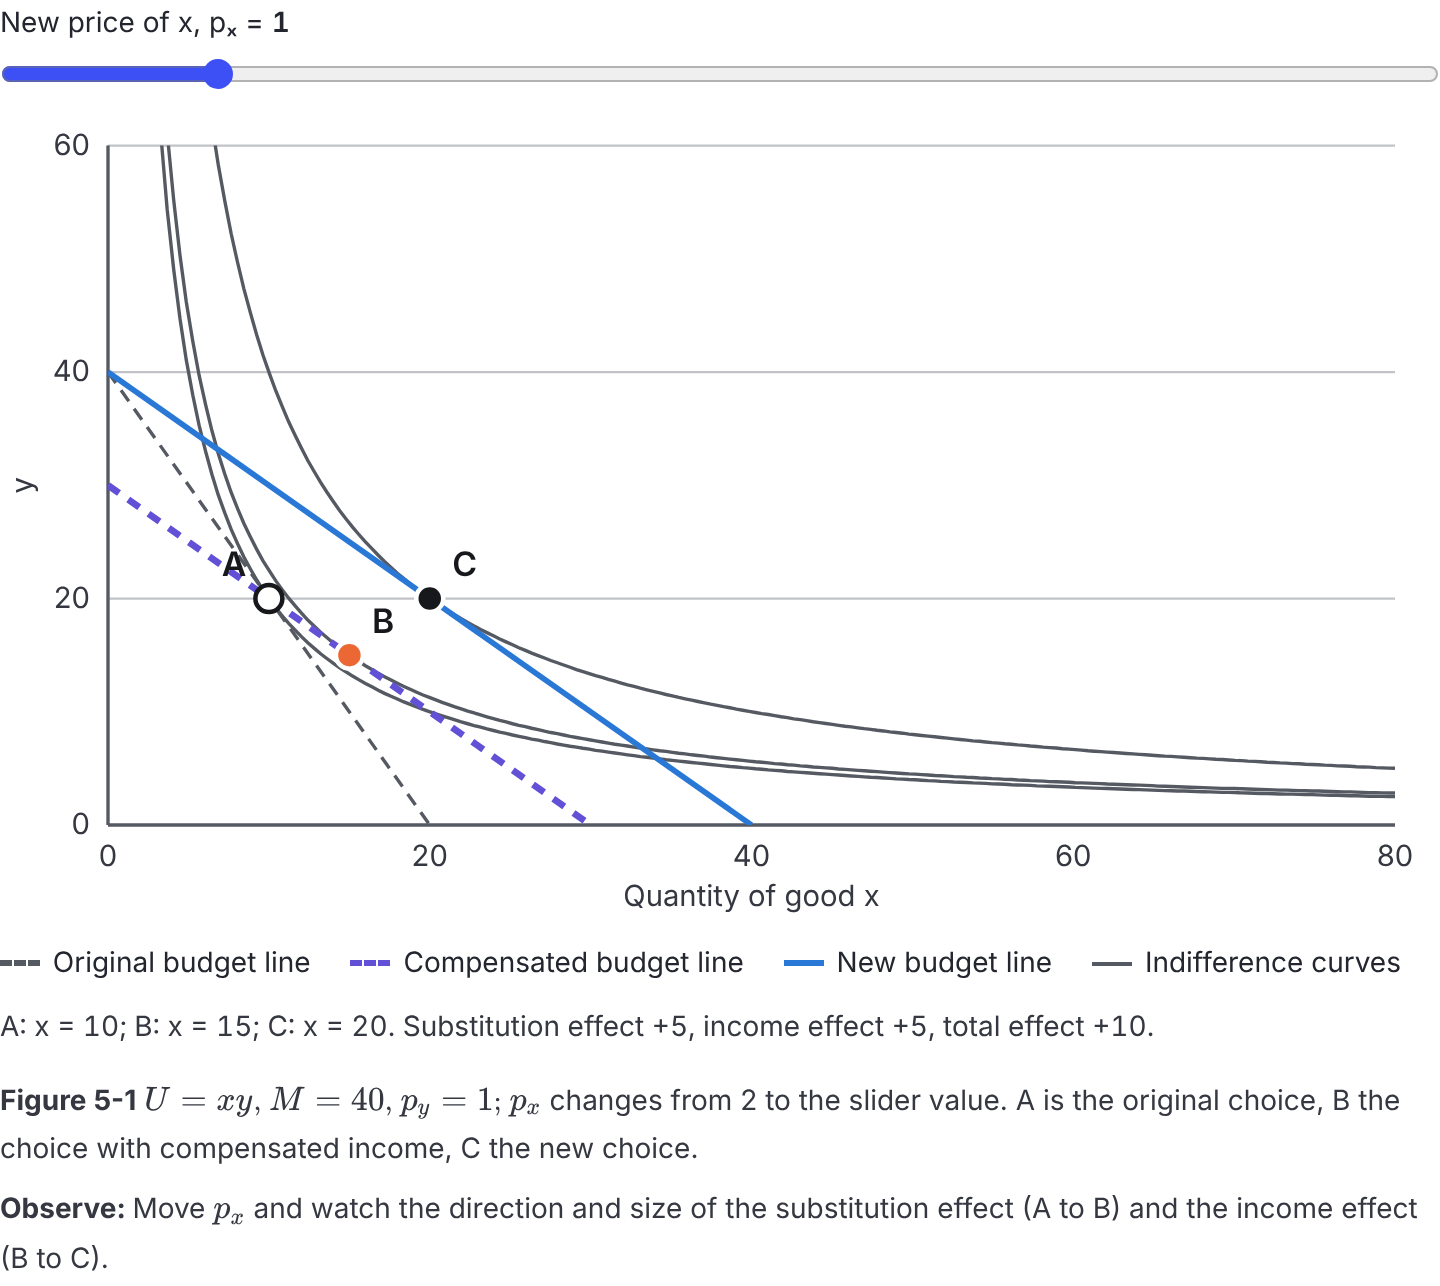 New price of x, pₓ = 1
60
40
y
A
C
20
B
0
0 20 40 60 80
Quantity of good x
Original budget line Compensated budget line New budget line Indifference curves
A: x = 10; B: x = 15; C: x = 20. Substitution effect +5, income effect +5, total effect +10.
Figure 5-1 U = xy, M = 40, p_y = 1; p_x changes from 2 to the slider value. A is the original choice, B the
choice with compensated income, C the new choice.
Observe: Move p_x and watch the direction and size of the substitution effect (A to B) and the income effect
(B to C).